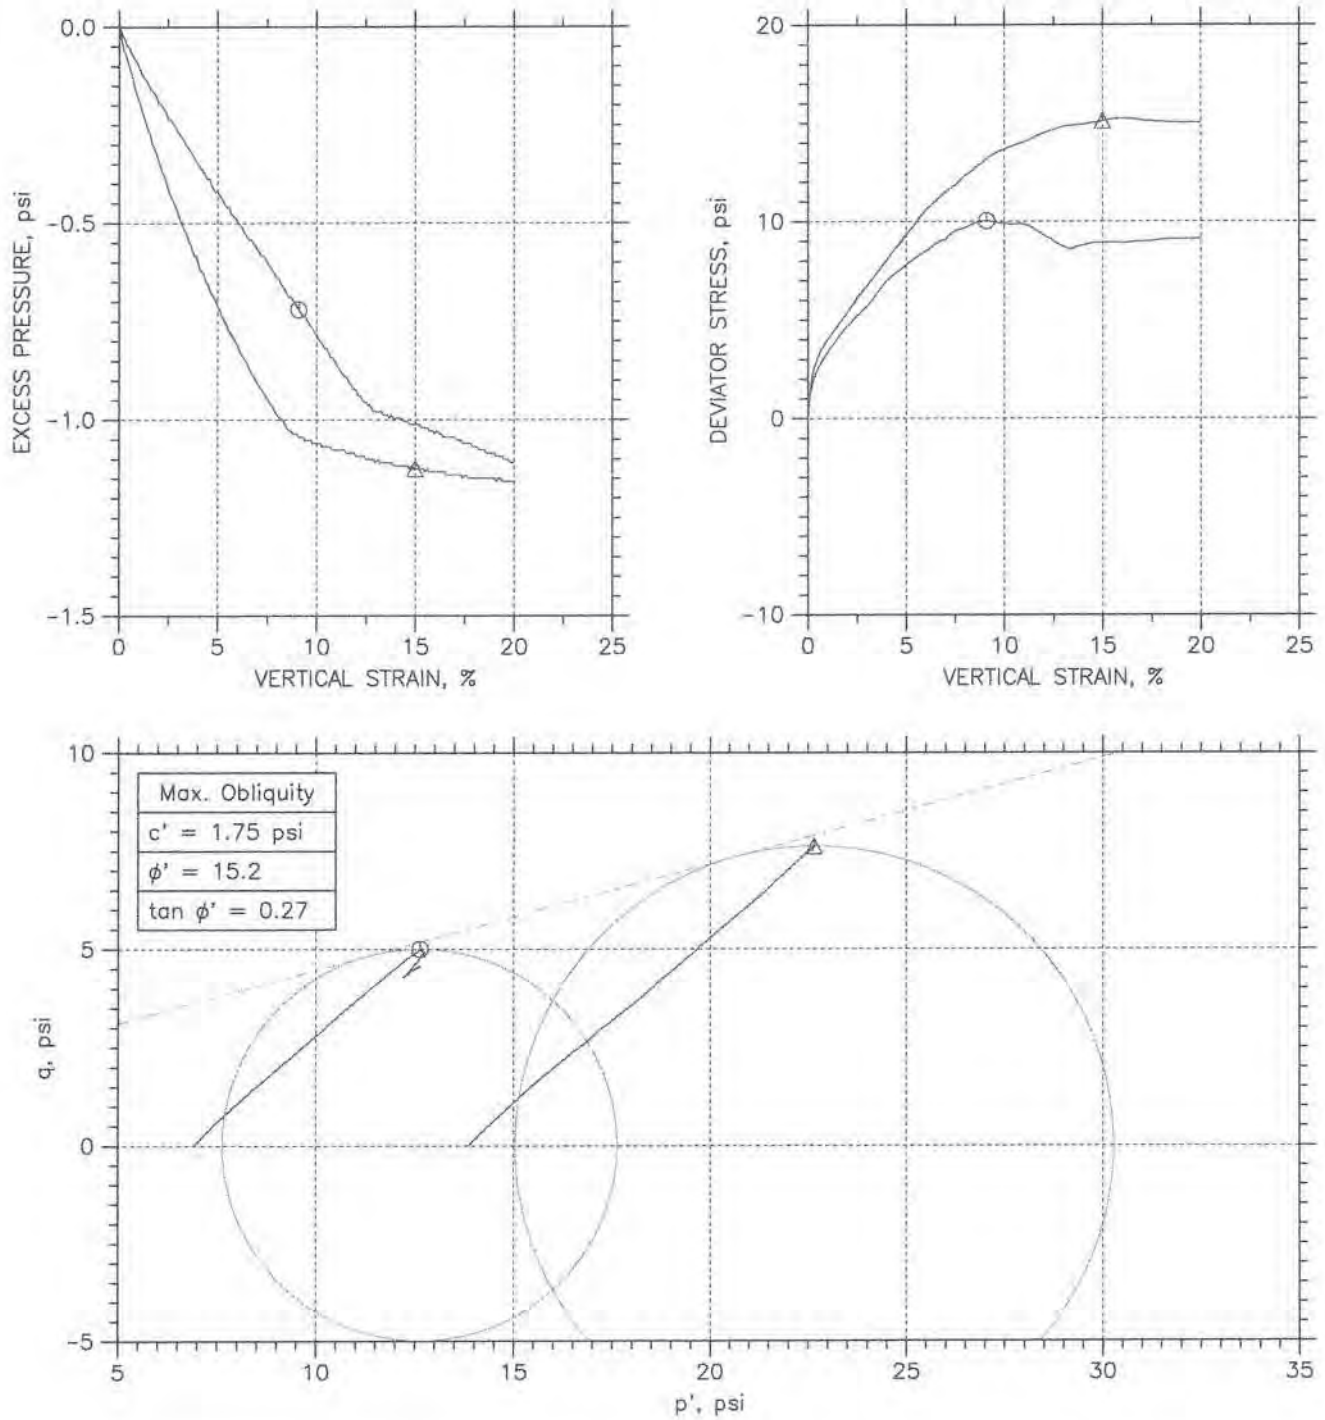 0.0
-0.5
-1.0
-1.5
EXCESS PRESSURE, psi
0 5 10 15 20 25
VERTICAL STRAIN, %
20
10
0
-10
DEVIATOR STRESS, psi
0 5 10 15 20 25
VERTICAL STRAIN, %
10
5
0
-5
q, psi
Max. Obliquity
c' = 1.75 psi
ϕ' = 15.2
tan ϕ' = 0.27
5 10 15 20 25 30 35
p', psi